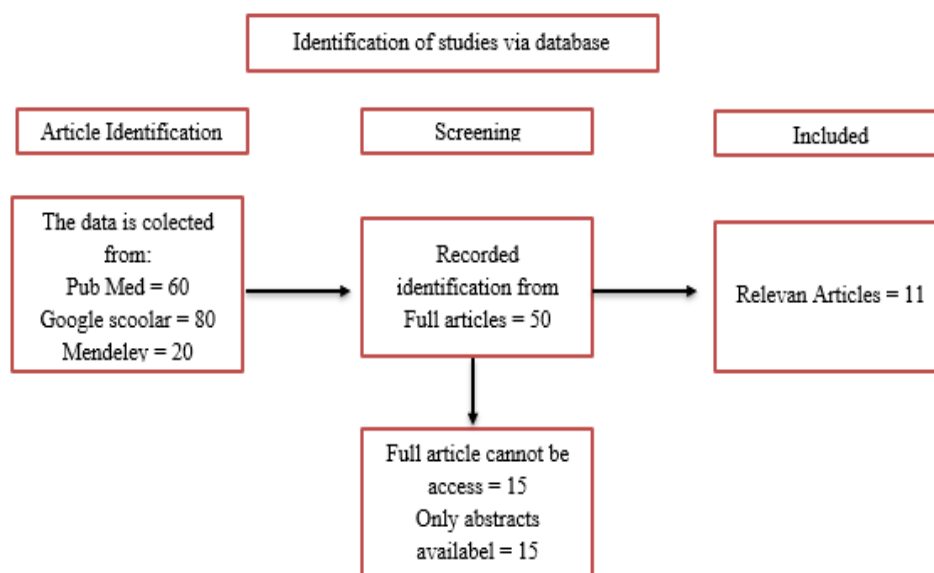 Identification of studies via database
Article Identification
Screening
Included
The data is colected
from:
Pub Med = 60
Google scoolar = 80
Mendeley = 20
Recorded
identification from
Full articles = 50
Relevan Articles = 11
Full article cannot be
access = 15
Only abstracts
availabel = 15